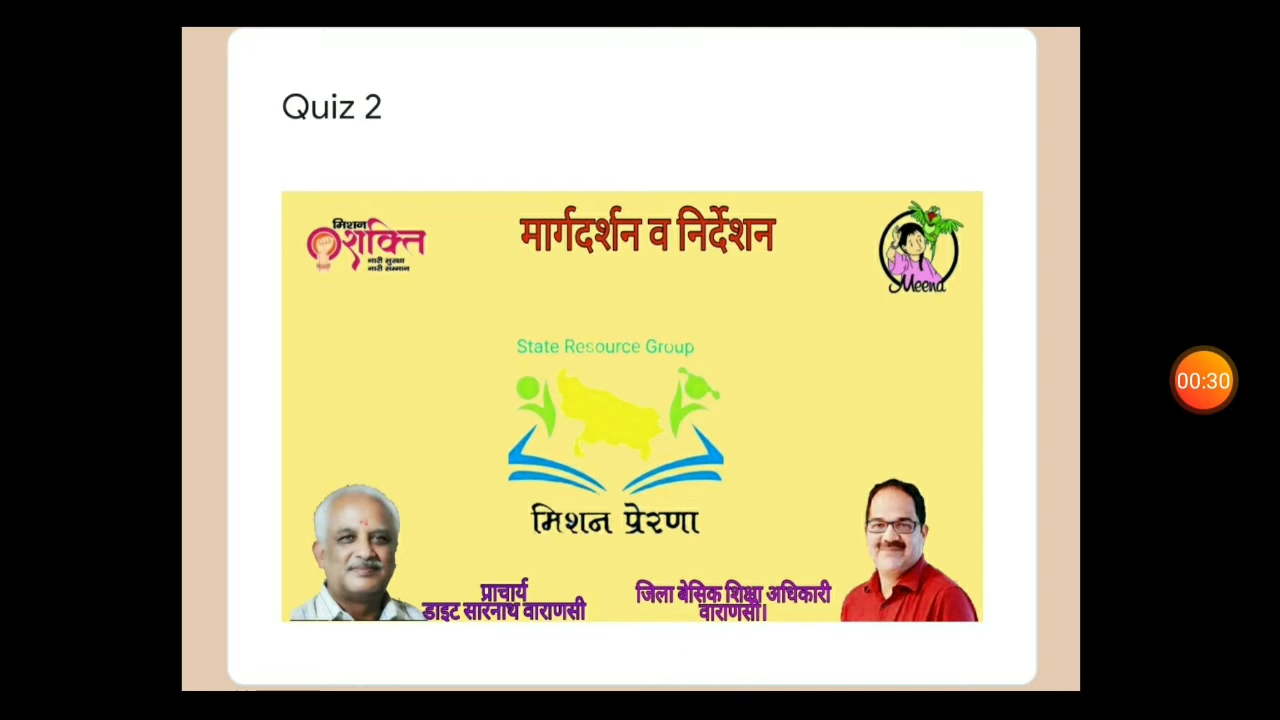 Quiz 2
मिशन
शक्ति
नारी सुरक्षा
नारी सम्मान
मार्गदर्शन व निर्देशन
Meena
State Resource Group
00:30
मिशन प्रेरणा
प्राचार्य
डाइट सारनाथ वाराणसी
जिला बेसिक शिक्षा अधिकारी
वाराणसी।